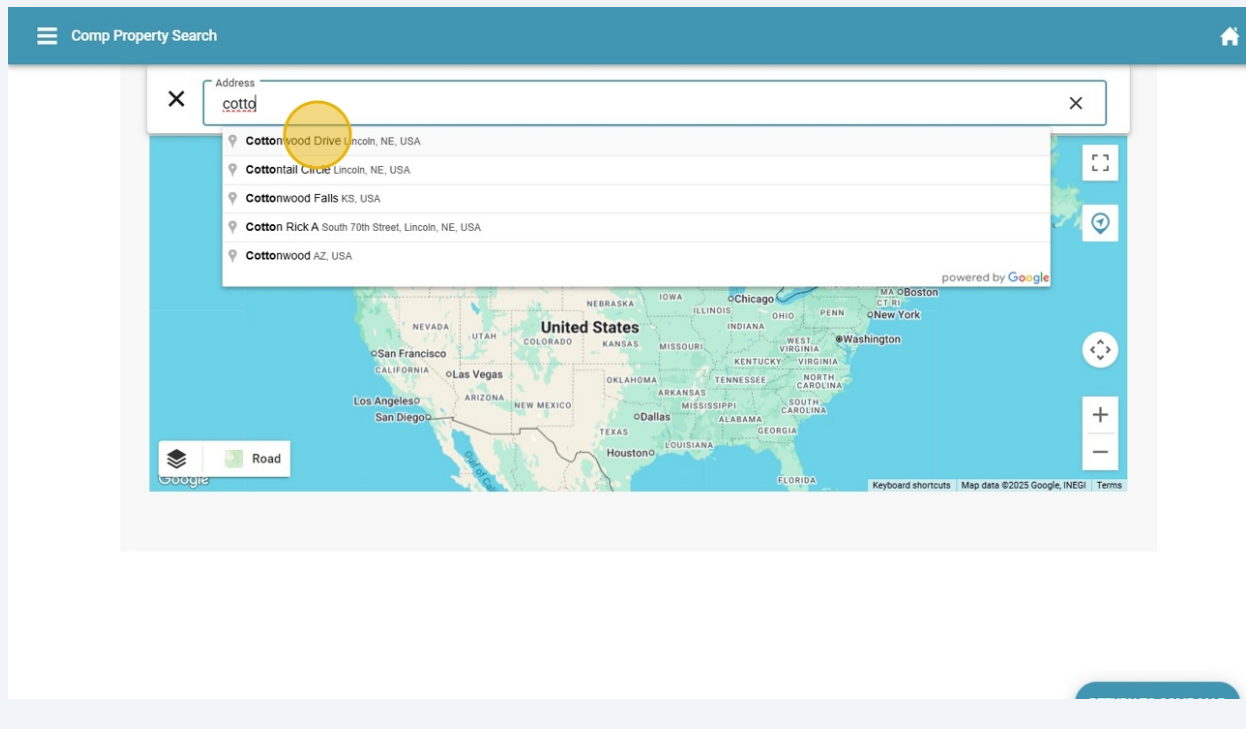 Comp Property Search
Address
cotto
Cottonwood Drive Lincoln, NE, USA
Cottontail Circle Lincoln, NE, USA
Cottonwood Falls KS, USA
Cotton Rick A South 70th Street, Lincoln, NE, USA
Cottonwood AZ, USA
powered by Google
MA Boston
CT RI
NEBRASKA IOWA Chicago
ILLINOIS OHIO PENN New York
NEVADA UTAH COLORADO United States KANSAS MISSOURI INDIANA WEST VIRGINIA Washington
San Francisco KENTUCKY VIRGINIA
CALIFORNIA Las Vegas OKLAHOMA TENNESSEE NORTH CAROLINA
Los Angeles ARIZONA NEW MEXICO ARKANSAS MISSISSIPPI SOUTH CAROLINA
San Diego Dallas ALABAMA
TEXAS GEORGIA
Houston LOUISIANA
Road
Google
FLORIDA
Keyboard shortcuts Map data ©2025 Google, INEGI Terms